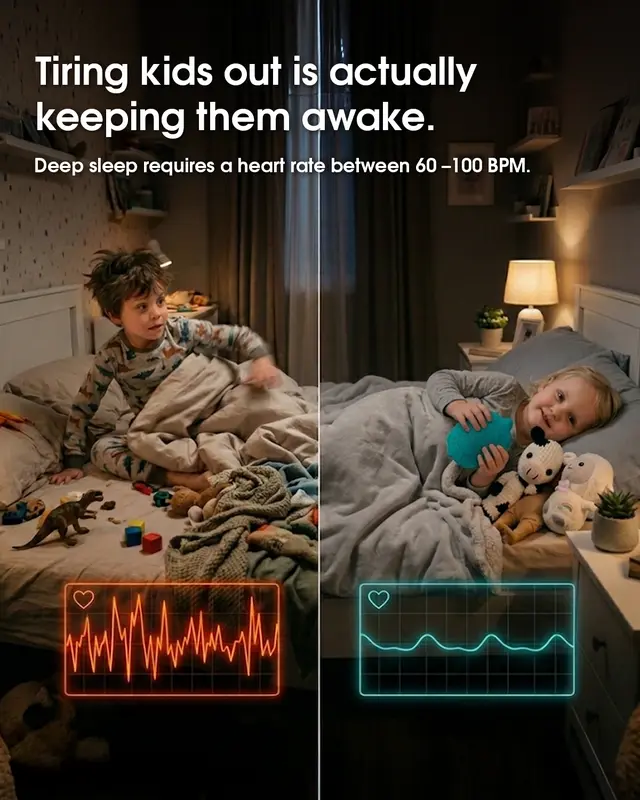 Tiring kids out is actually
keeping them awake.
Deep sleep requires a heart rate between 60 –100 BPM.